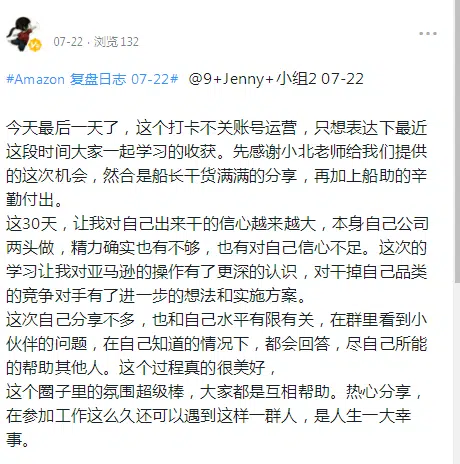 07-22 · 浏览 132
#Amazon 复盘日志 07-22# @9+Jenny+小组2 07-22
今天最后一天了，这个打卡不关账号运营，只想表达下最近
这段时间大家一起学习的收获。先感谢小北老师给我们提供
的这次机会，然合是船长干货满满的分享，再加上船助的辛
勤付出。
这30天，让我对自己出来干的信心越来越大，本身自己公司
两头做，精力确实也有不够，也有对自己信心不足。这次的
学习让我对亚马逊的操作有了更深的认识，对干掉自己品类
的竞争对手有了进一步的想法和实施方案。
这次自己分享不多，也和自己水平有限有关，在群里看到小
伙伴的问题，在自己知道的情况下，都会回答，尽自己所能
的帮助其他人。这个过程真的很美好，
这个圈子里的氛围超级棒，大家都是互相帮助。热心分享，
在参加工作这么久还可以遇到这样一群人，是人生一大幸
事。